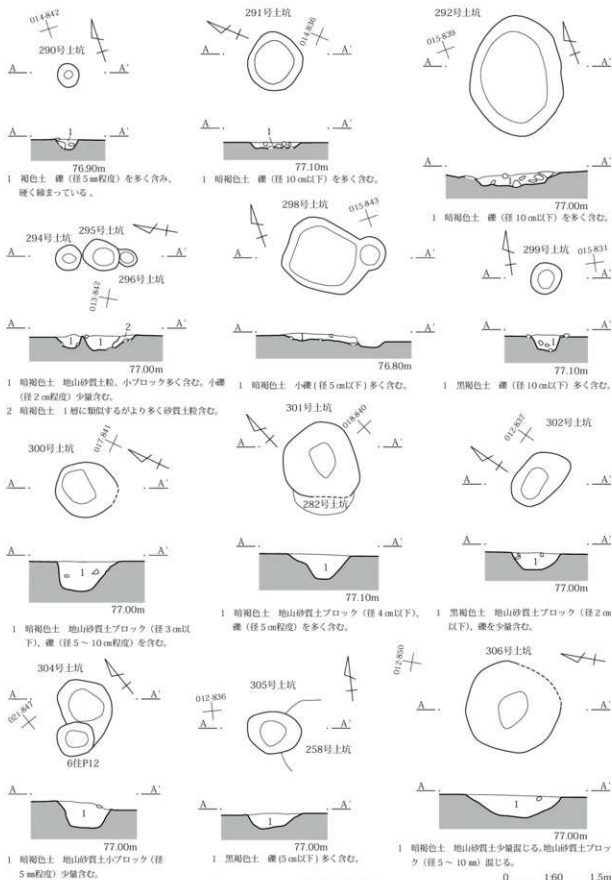 014-842
290号土坑
A A'
A A'
1
76.90m
1 褐色土 礫（径 5 ㎜程度）を多く含み、
硬く締まっている 。
291号土坑
014-836
A A'
A A'
1
77.10m
1 暗褐色土 礫（径 10 ㎝以下）を多く含む。
292号土坑
015-839
A A'
A A'
1
77.00m
1 暗褐色土 礫（径 10 ㎝以下）を多く含む。
294号土坑
295号土坑
296号土坑
A A'
013-842
2
A A'
1 1
77.00m
1 暗褐色土 地山砂質土粒、小ブロック多く含む。小礫
（径 2 ㎝程度）少量含む。
2 暗褐色土 1 層に類似するがより多く砂質土粒含む。
298号土坑
015-843
A A'
A A'
1
76.80m
1 暗褐色土 小礫 ( 径 5 ㎝以下 ) 多く含む。
299号土坑
015-831
A A'
A A'
1
77.10m
1 黒褐色土 礫（径 10 ㎝以下）多く含む。
300号土坑
017-841
A A'
A A'
1
77.00m
1 暗褐色土 地山砂質土ブロック（径 3 ㎝以
下）、礫（径 5 ～ 10 ㎝程度）を含む。
301号土坑
018-840
A A'
282号土坑
A A'
1
77.10m
1 暗褐色土 地山砂質土ブロック（径 4 ㎝以下）、
礫（径 5 ㎝程度）を多く含む。
302号土坑
012-837
A A'
A A'
1
77.00m
1 黒褐色土 地山砂質土ブロック（径 2 ㎝
以下）、礫を少量含む。
304号土坑
021-847
A A'
6住P12
A A'
1
77.00m
1 暗褐色土 地山砂質土小ブロック（径
5 ㎜程度）少量含む。
305号土坑
012-836
A A'
258号土坑
A A'
1
77.00m
1 黒褐色土 礫 (5 ㎝以下 ) 多く含む。
306号土坑
012-850
A A'
A A'
1
77.00m
1 暗褐色土 地山砂質土少量混じる。地山砂質土ブロッ
ク（径 5 ～ 10 ㎜）混じる。
0 1:60 1.5m